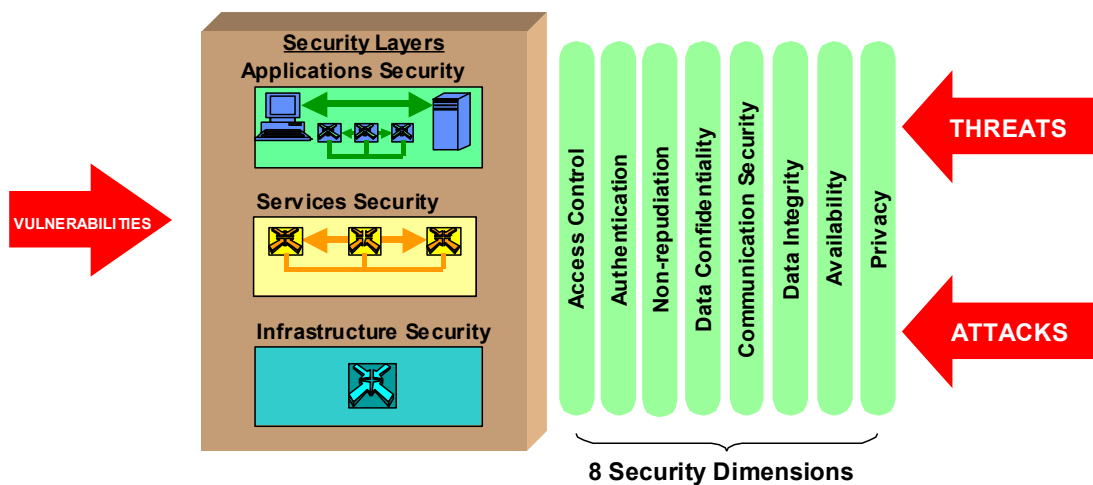 Security Layers
Applications Security
VULNERABILITIES
Services Security
Infrastructure Security
Access Control
Authentication
Non-repudiation
Data Confidentiality
Communication Security
Data Integrity
Availability
Privacy
THREATS
ATTACKS
8 Security Dimensions